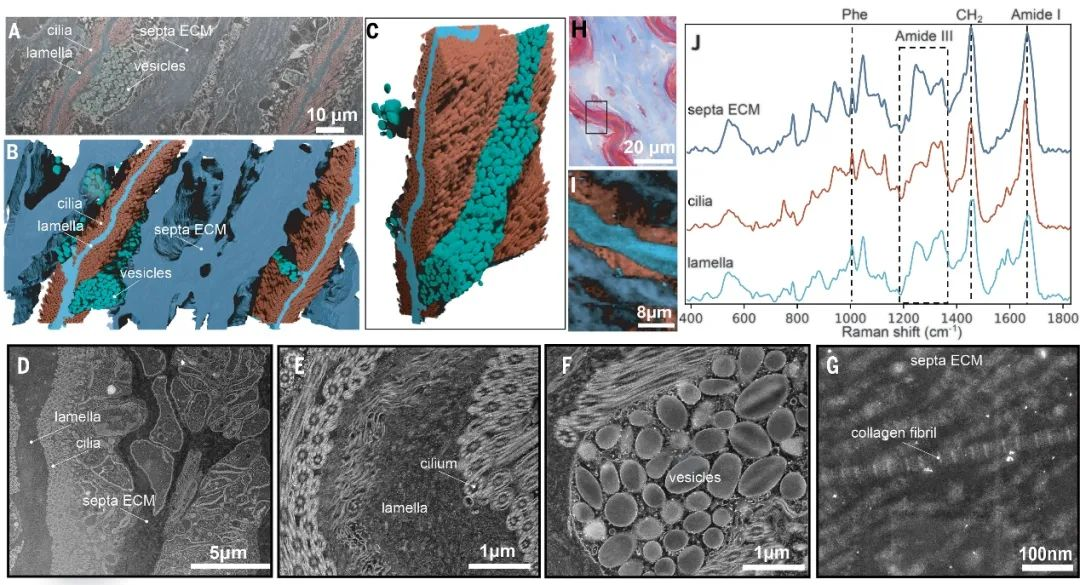 A
cilia
lamella
septa ECM
vesicles
10 μm
B
cilia
lamella
septa ECM
vesicles
C
H
20 μm
I
8μm
J
Phe
CH₂
Amide I
Amide III
septa ECM
cilia
lamella
400 600 800 1000 1200 1400 1600 1800
Raman shift (cm⁻¹)
D
lamella
cilia
septa ECM
5μm
E
cilium
lamella
1μm
F
vesicles
1μm
G
septa ECM
collagen fibril
100nm